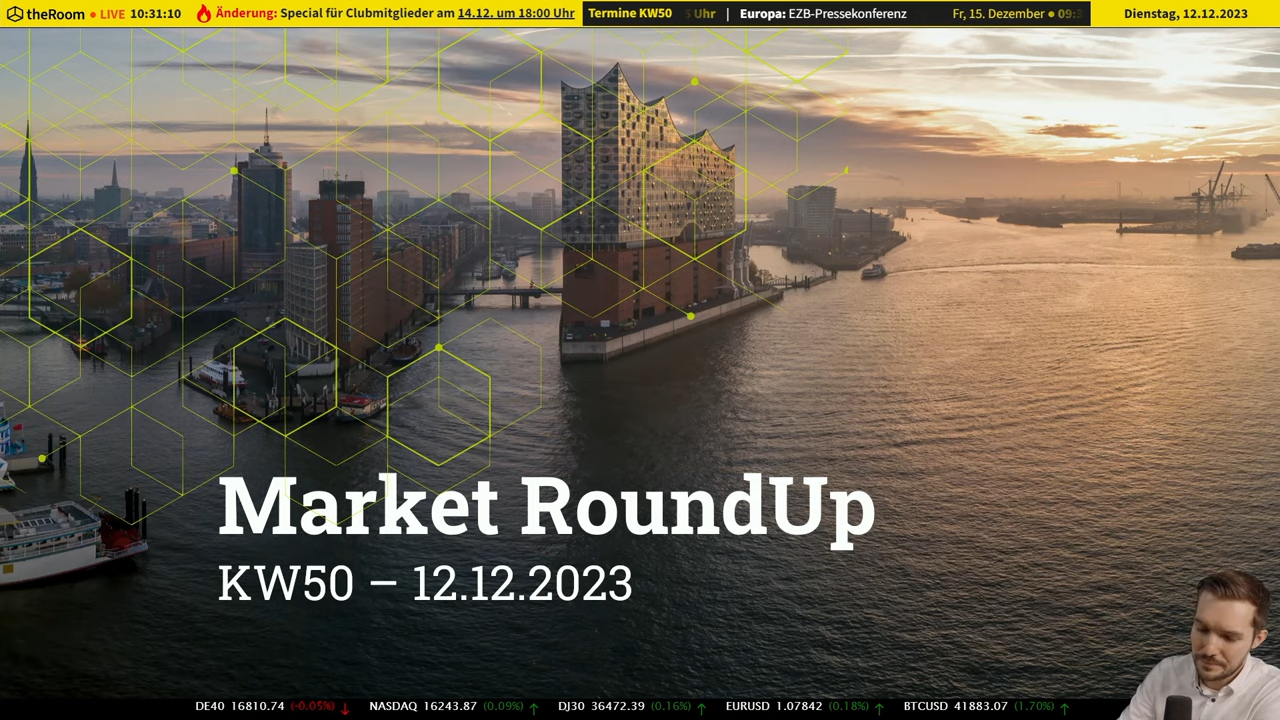 theRoom ● LIVE 10:31:10 Änderung: Special für Clubmitglieder am 14.12. um 18:00 Uhr Termine KW50 Uhr | Europa: EZB-Pressekonferenz Fr, 15. Dezember ● Dienstag, 12.12.2023
Market RoundUp
KW50 – 12.12.2023
DE40 16810.74 (-0.05%) ↓ NASDAQ 16243.87 (0.09%) ↑ DJ30 36472.39 (0.16%) ↑ EURUSD 1.07842 (0.18%) ↑ BTCUSD 41883.07 (1.70%) ↑